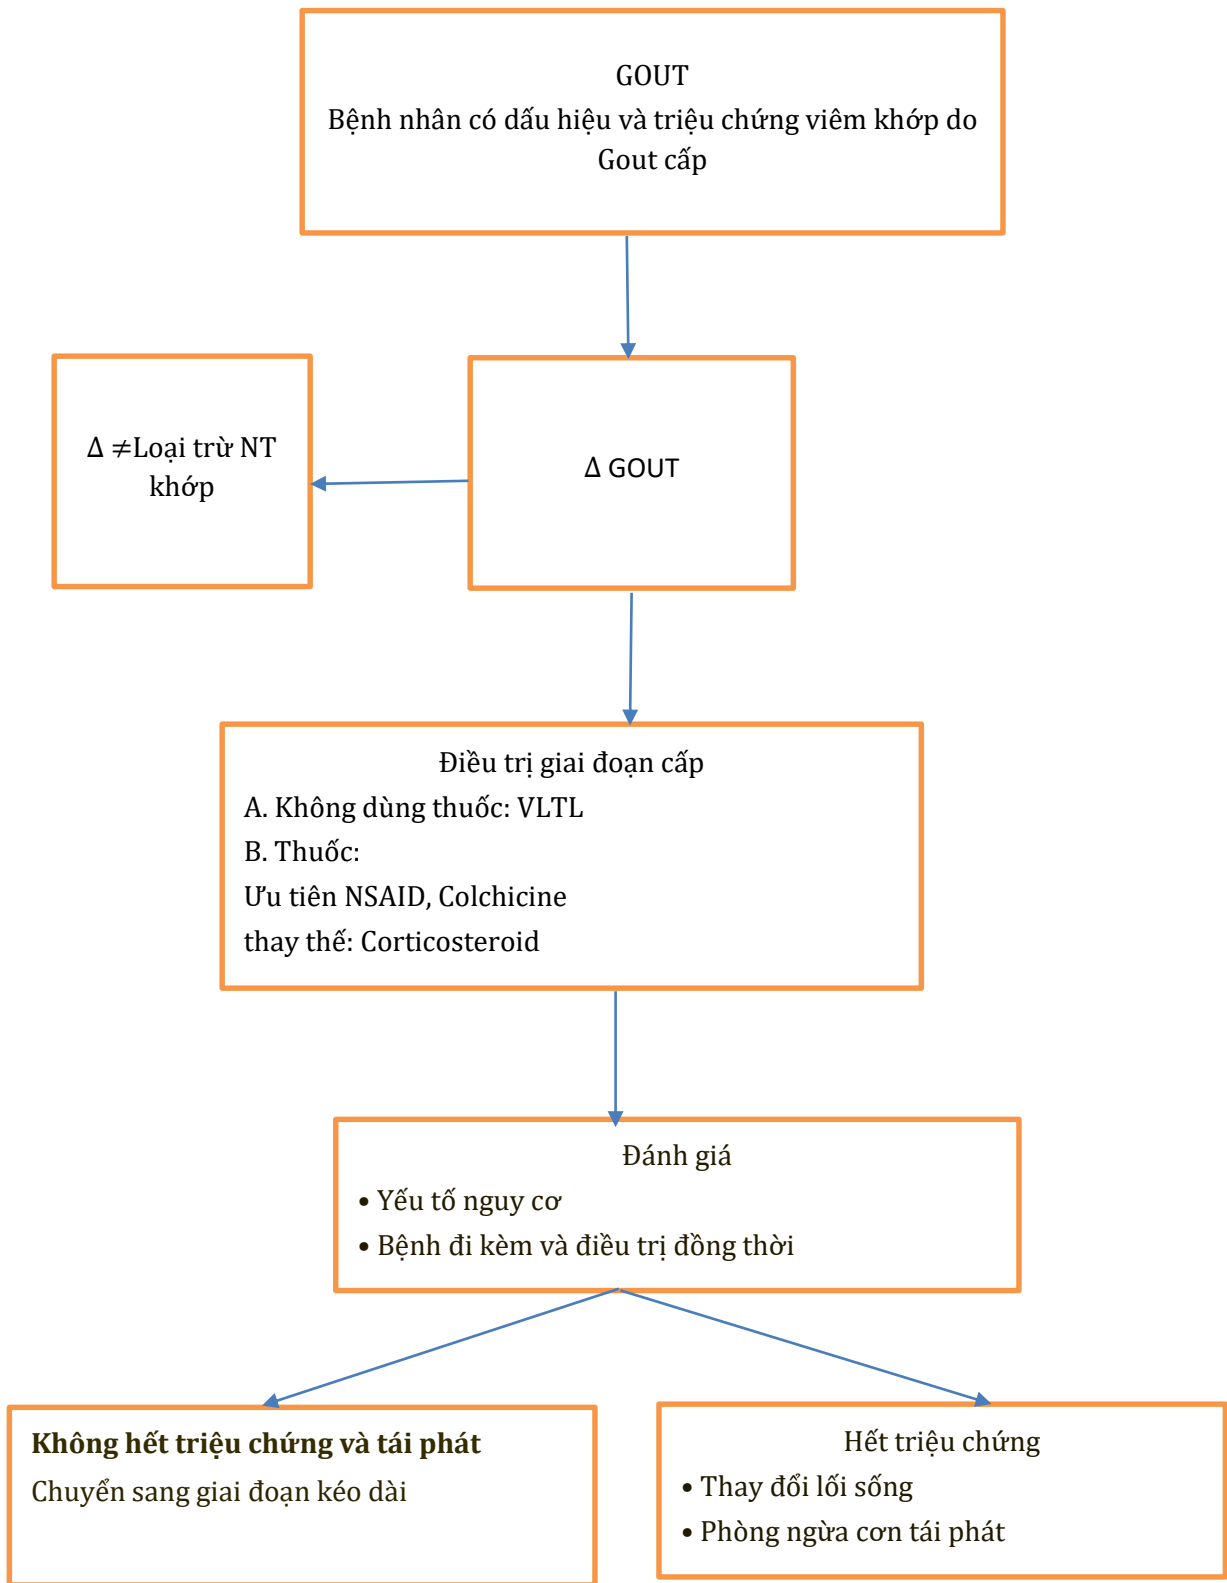 GOUT
Bệnh nhân có dấu hiệu và triệu chứng viêm khớp do
Gout cấp
Δ ≠Loại trừ NT
khớp
Δ GOUT
Điều trị giai đoạn cấp
A. Không dùng thuốc: VLTL
B. Thuốc:
Ưu tiên NSAID, Colchicine
thay thế: Corticosteroid
Đánh giá
• Yếu tố nguy cơ
• Bệnh đi kèm và điều trị đồng thời
Không hết triệu chứng và tái phát
Chuyển sang giai đoạn kéo dài
Hết triệu chứng
• Thay đổi lối sống
• Phòng ngừa cơn tái phát